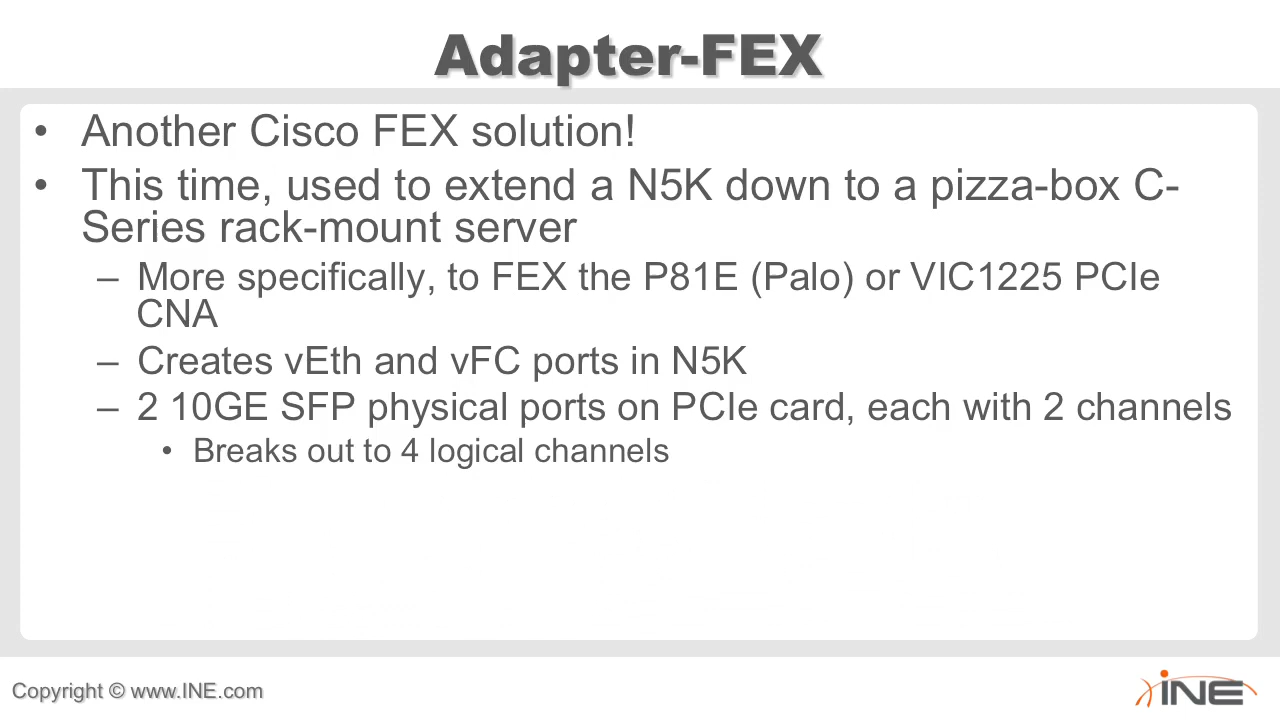 Adapter-FEX
• Another Cisco FEX solution!
• This time, used to extend a N5K down to a pizza-box C-
Series rack-mount server
– More specifically, to FEX the P81E (Palo) or VIC1225 PCIe
CNA
– Creates vEth and vFC ports in N5K
– 2 10GE SFP physical ports on PCIe card, each with 2 channels
• Breaks out to 4 logical channels
Copyright © www.INE.com
INE